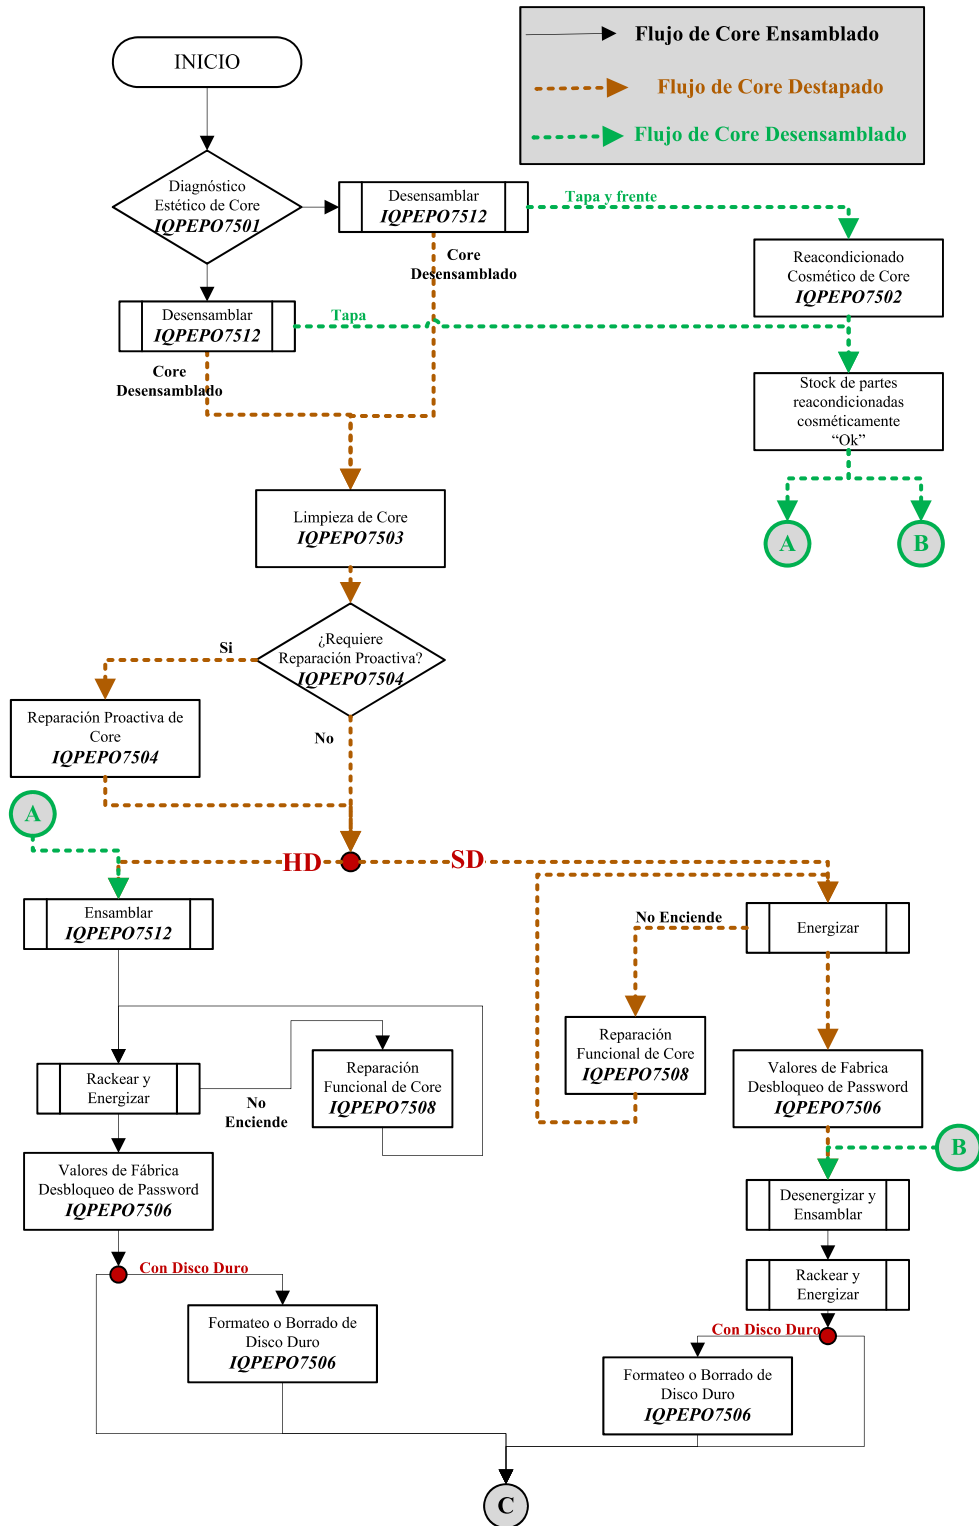 Flujo de Core Ensamblado
Flujo de Core Destapado
Flujo de Core Desensamblado
INICIO
Diagnóstico
Estético de Core
IQPEPO7501
Desensamblar
IQPEPO7512
Tapa y frente
Core
Desensamblado
Reacondicionado
Cosmético de Core
IQPEPO7502
Desensamblar
IQPEPO7512
Tapa
Core
Desensamblado
Stock de partes
reacondicionadas
cosméticamente
“Ok”
A
B
Limpieza de Core
IQPEPO7503
¿Requiere
Reparación Proactiva?
IQPEPO7504
Si
No
Reparación Proactiva de
Core
IQPEPO7504
A
HD
SD
Ensamblar
IQPEPO7512
No Enciende
Energizar
Reparación
Funcional de Core
IQPEPO7508
Rackear y
Energizar
No
Enciende
Reparación
Funcional de Core
IQPEPO7508
Valores de Fabrica
Desbloqueo de Password
IQPEPO7506
B
Valores de Fábrica
Desbloqueo de Password
IQPEPO7506
Desenergizar y
Ensamblar
Con Disco Duro
Rackear y
Energizar
Formateo o Borrado de
Disco Duro
IQPEPO7506
Con Disco Duro
Formateo o Borrado de
Disco Duro
IQPEPO7506
C